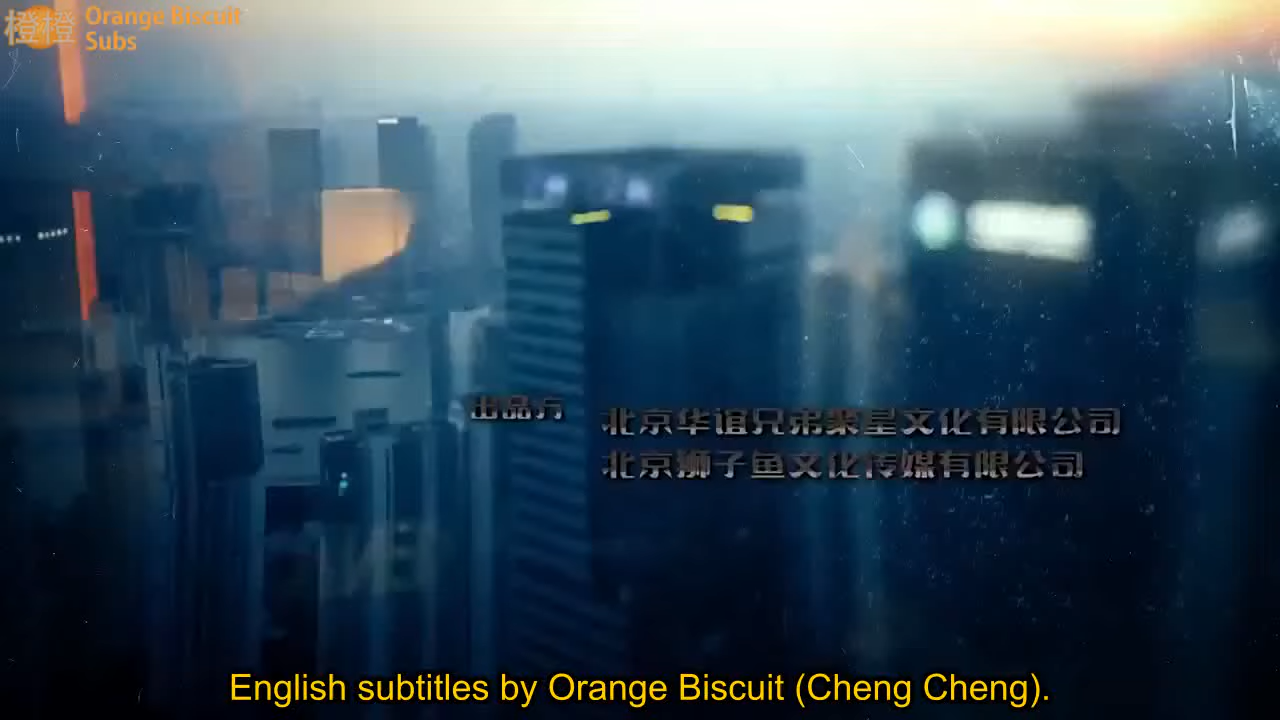 橙橙
Orange Biscuit
Subs
出品方
北京华谊兄弟聚星文化有限公司
北京狮子鱼文化传媒有限公司
English subtitles by Orange Biscuit (Cheng Cheng).